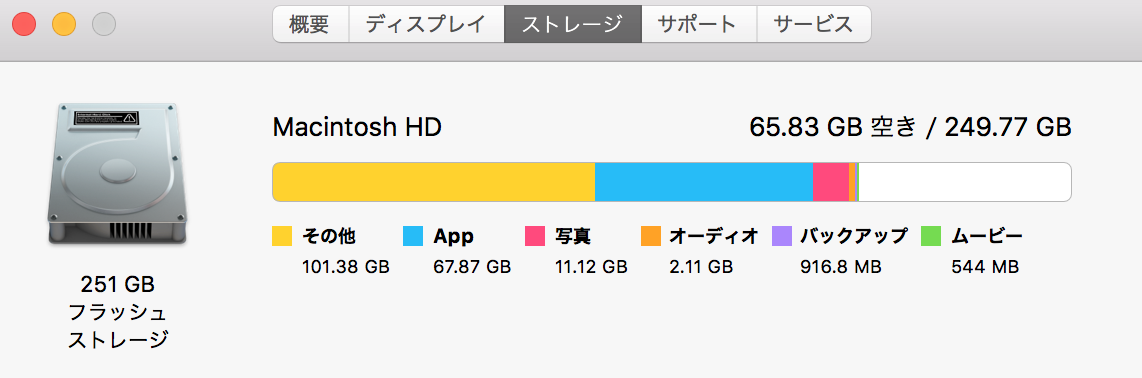 概要 ディスプレイ ストレージ サポート サービス
Macintosh HD 65.83 GB 空き / 249.77 GB
その他 App 写真 オーディオ バックアップ ムービー
101.38 GB 67.87 GB 11.12 GB 2.11 GB 916.8 MB 544 MB
251 GB
フラッシュ
ストレージ